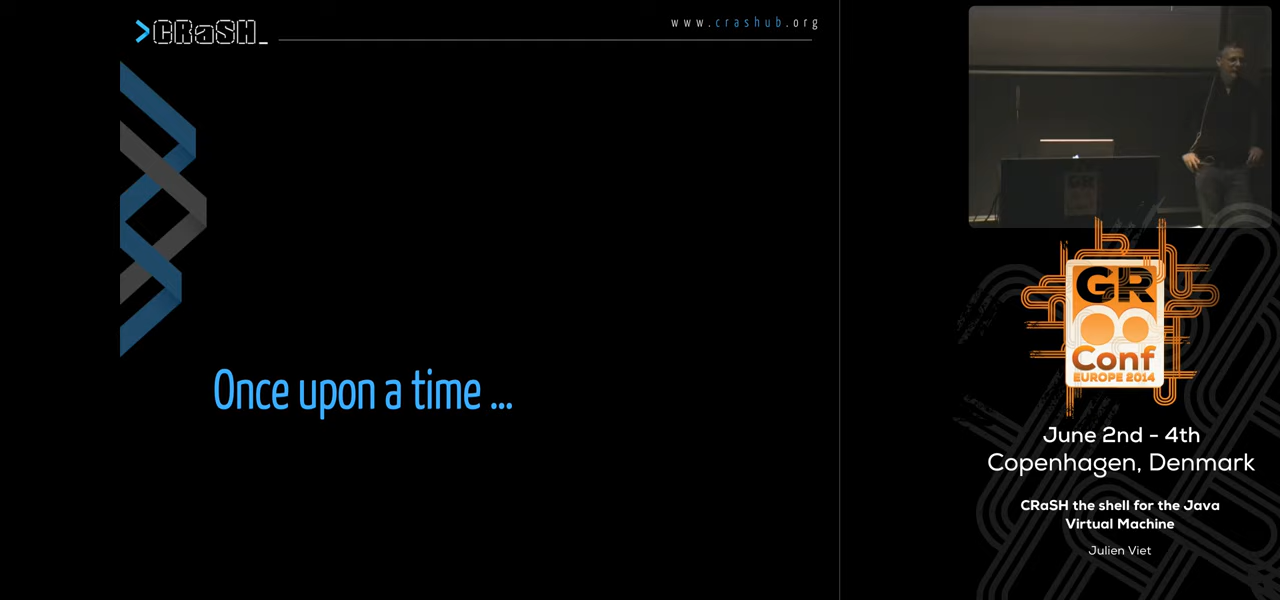 >CRaSH_
www.crashub.org
Once upon a time ...
GR
Conf
EUROPE 2014
June 2nd - 4th
Copenhagen, Denmark
CRaSH the shell for the Java
Virtual Machine
Julien Viet